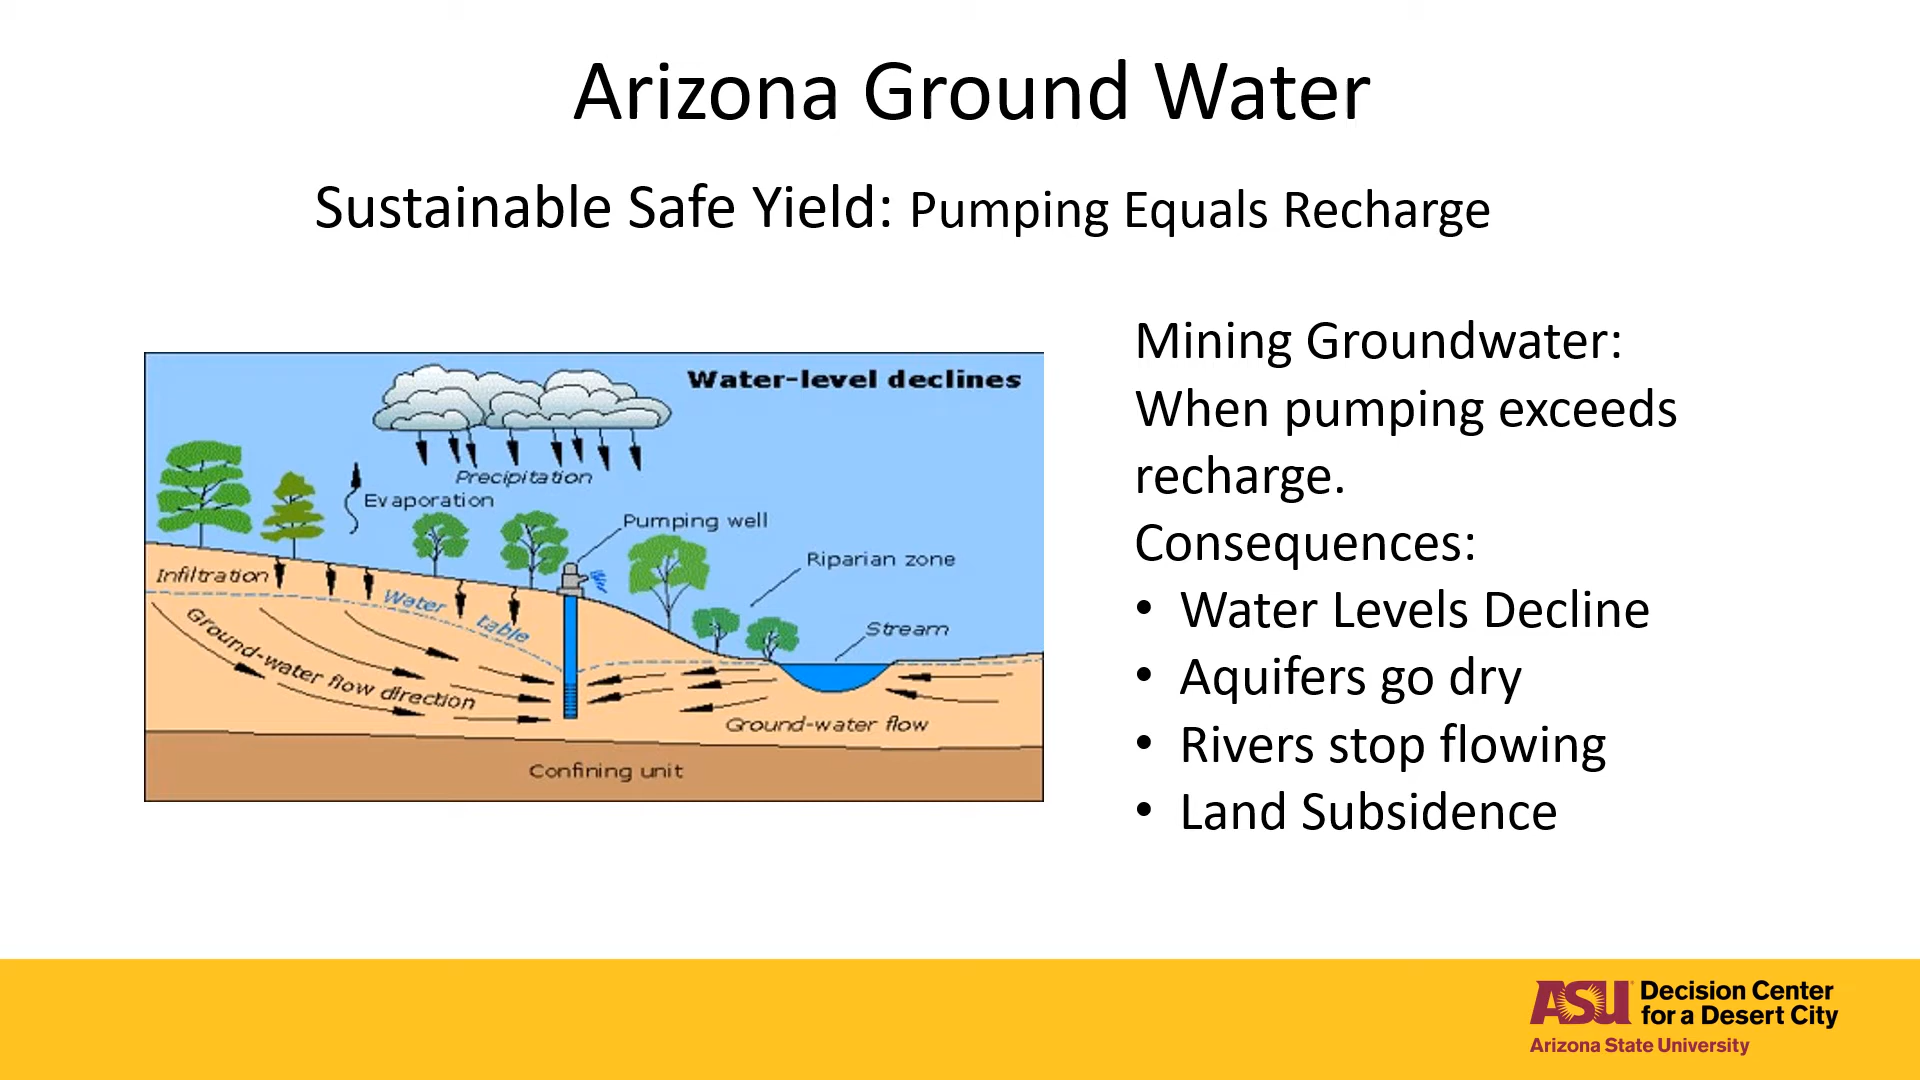 Arizona Ground Water
Sustainable Safe Yield: Pumping Equals Recharge
Water-level declines
Precipitation
Evaporation
Pumping well
Riparian zone
Infiltration
Water table
Stream
Ground-water flow direction
Ground-water flow
Confining unit
Mining Groundwater:
When pumping exceeds
recharge.
Consequences:
• Water Levels Decline
• Aquifers go dry
• Rivers stop flowing
• Land Subsidence
ASU Decision Center
for a Desert City
Arizona State University